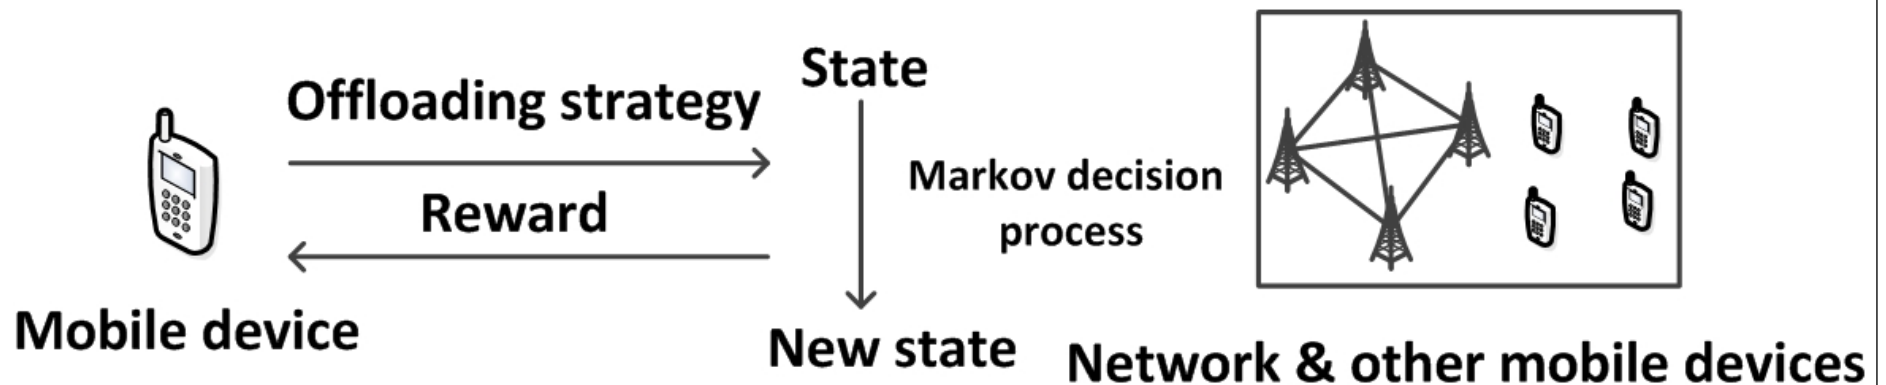 Offloading strategy
Reward
Mobile device
State
Markov decision
process
New state
Network & other mobile devices